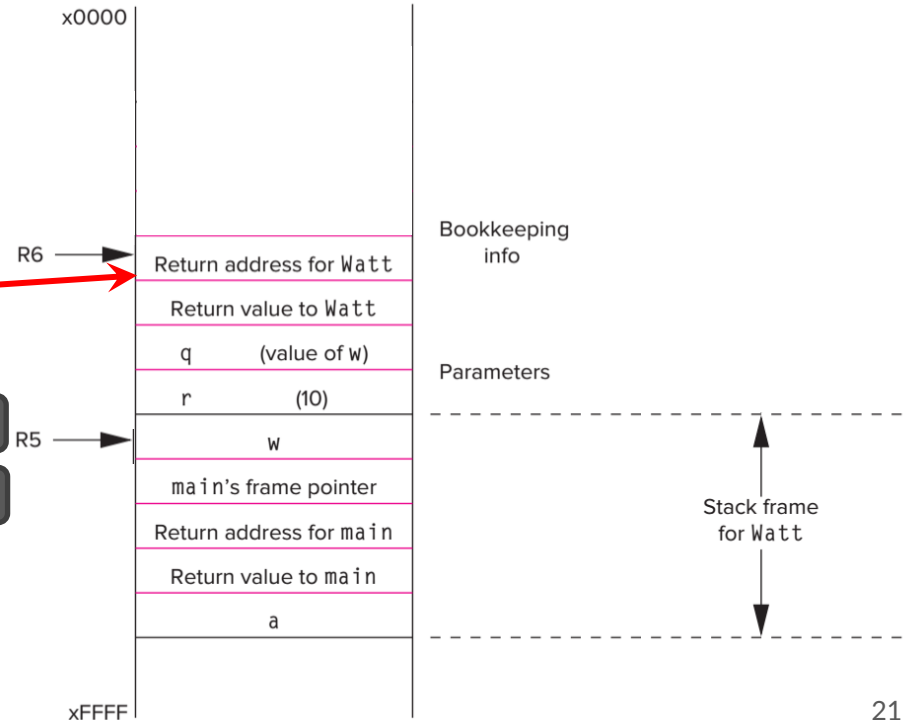 x0000
Bookkeeping
info
R6
Return address for Watt
Return value to Watt
q (value of w)
Parameters
r (10)
R5
w
main's frame pointer
Stack frame
for Watt
Return address for main
Return value to main
a
xFFFF
21